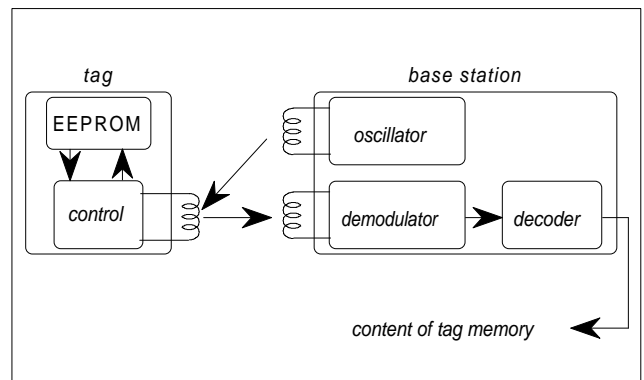 tag
base station
EEPROM
oscillator
control
demodulator
decoder
content of tag memory